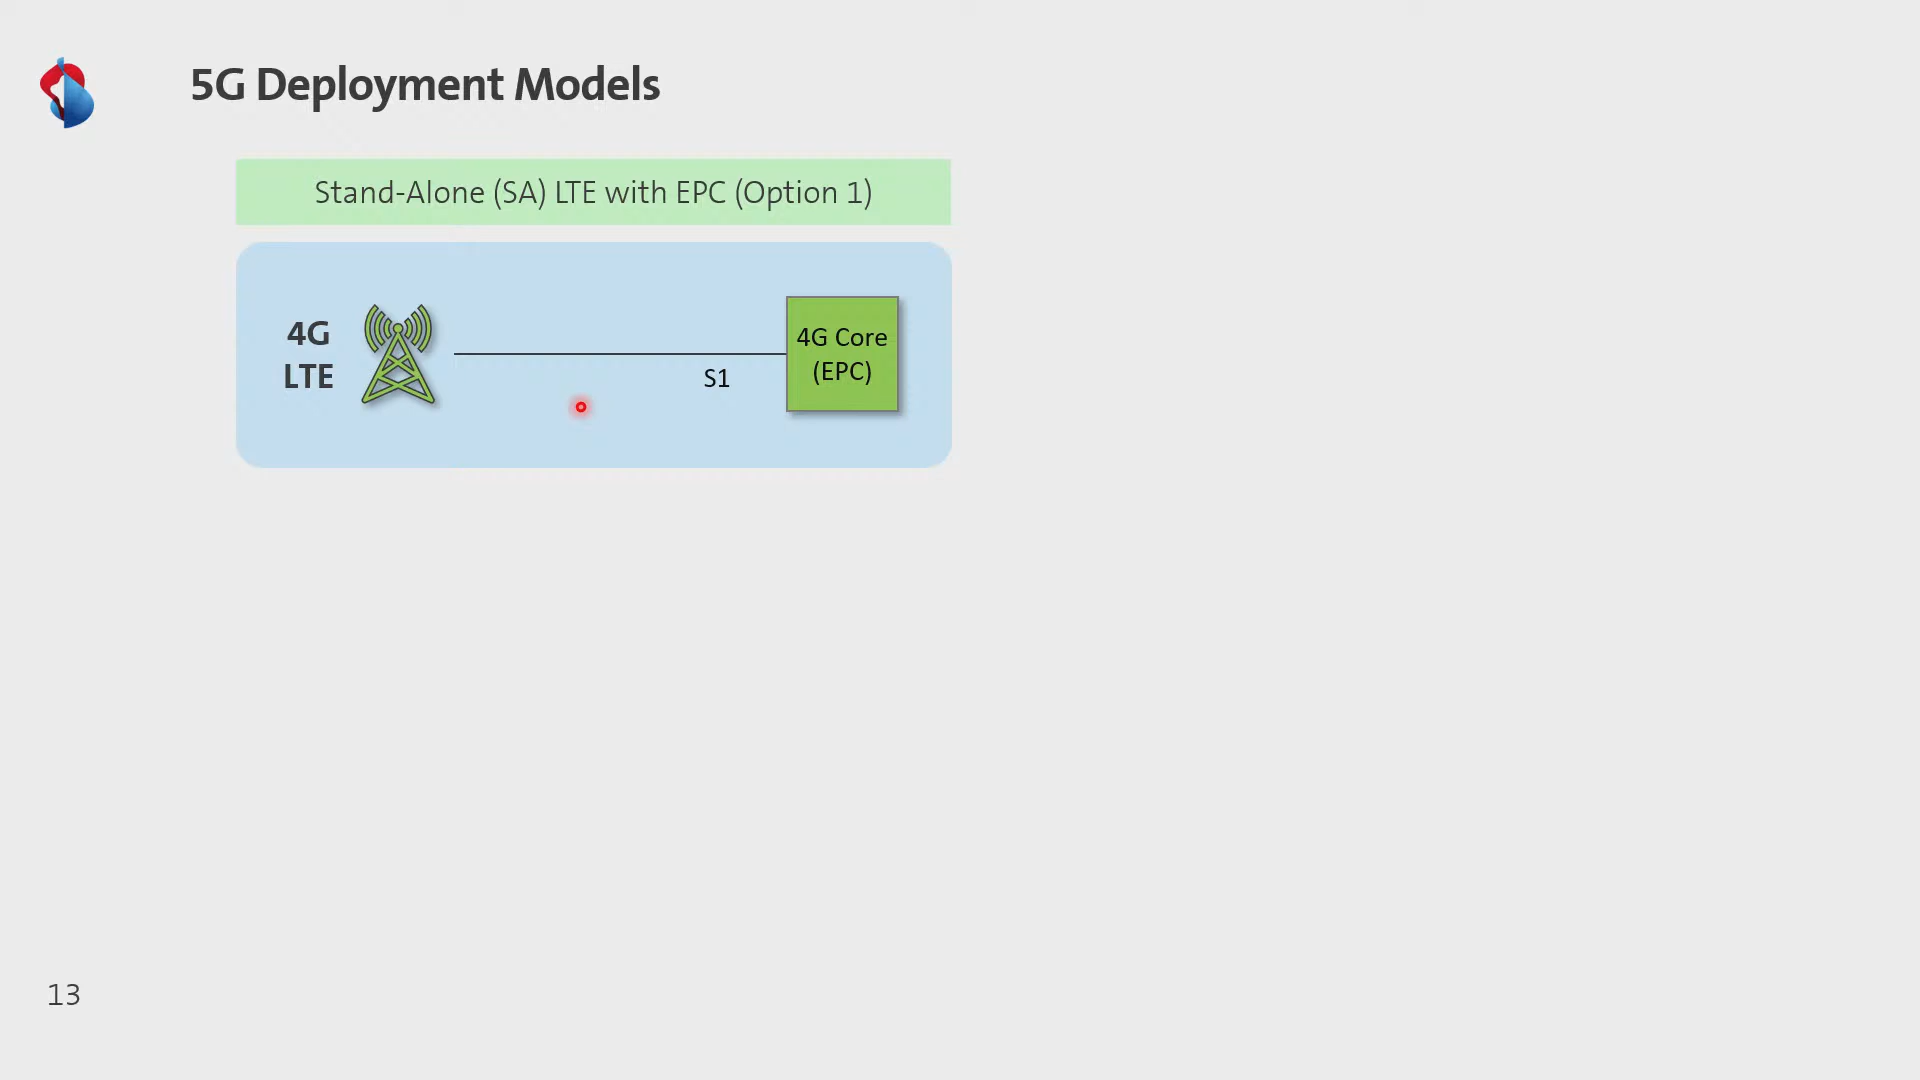 5G Deployment Models
Stand-Alone (SA) LTE with EPC (Option 1)
4G
LTE
S1
4G Core
(EPC)
13